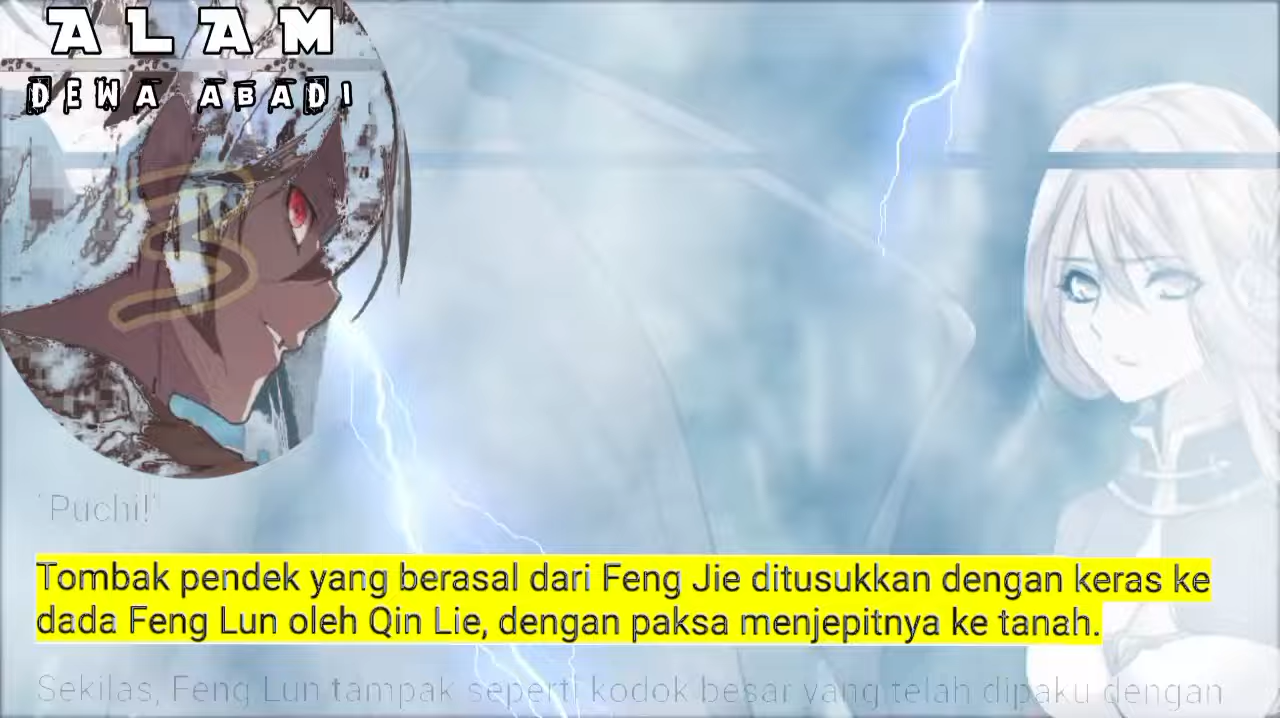 ALAM
DEWA ABADI
'Puchi!'
Tombak pendek yang berasal dari Feng Jie ditusukkan dengan keras ke
dada Feng Lun oleh Qin Lie, dengan paksa menjepitnya ke tanah.
Sekilas, Feng Lun tampak seperti kodok besar yang telah dipaku dengan